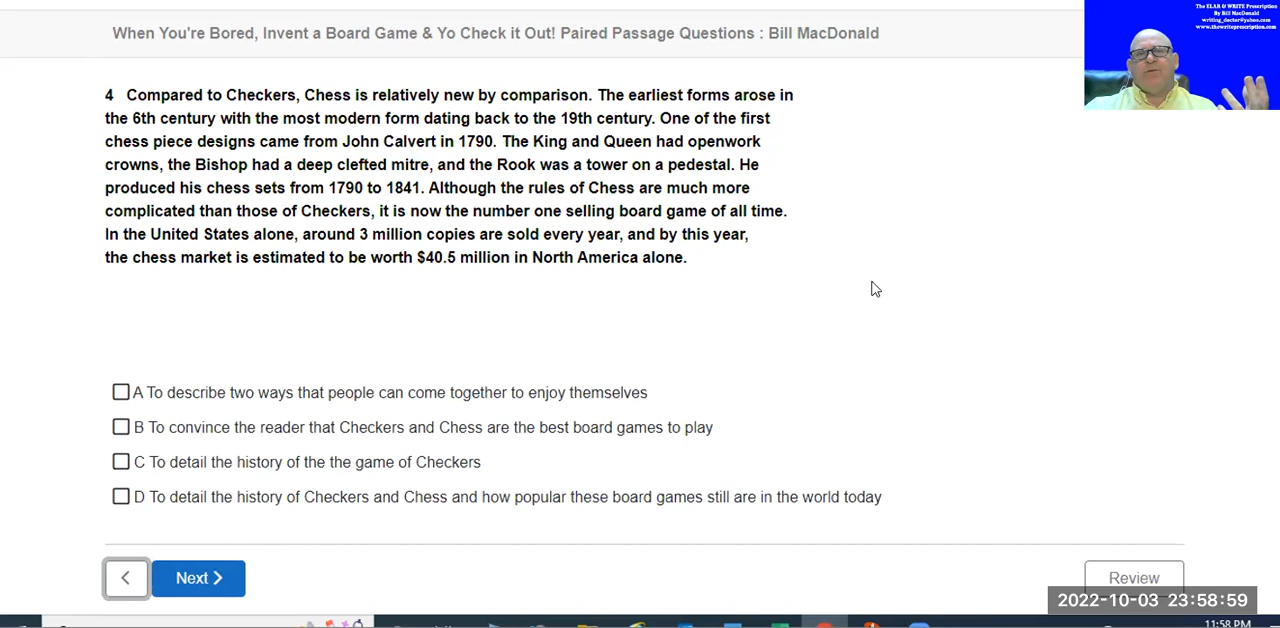 The ELAR & WRITE Prescription
By Bill MacDonald
writing_doctor@yahoo.com
www.thewriteprescription.com
When You're Bored, Invent a Board Game & Yo Check it Out! Paired Passage Questions : Bill MacDonald
4 Compared to Checkers, Chess is relatively new by comparison. The earliest forms arose in
the 6th century with the most modern form dating back to the 19th century. One of the first
chess piece designs came from John Calvert in 1790. The King and Queen had openwork
crowns, the Bishop had a deep clefted mitre, and the Rook was a tower on a pedestal. He
produced his chess sets from 1790 to 1841. Although the rules of Chess are much more
complicated than those of Checkers, it is now the number one selling board game of all time.
In the United States alone, around 3 million copies are sold every year, and by this year,
the chess market is estimated to be worth $40.5 million in North America alone.
A To describe two ways that people can come together to enjoy themselves
B To convince the reader that Checkers and Chess are the best board games to play
C To detail the history of the the game of Checkers
D To detail the history of Checkers and Chess and how popular these board games still are in the world today
Next
Review
2022-10-03 23:58:59
11:58 PM